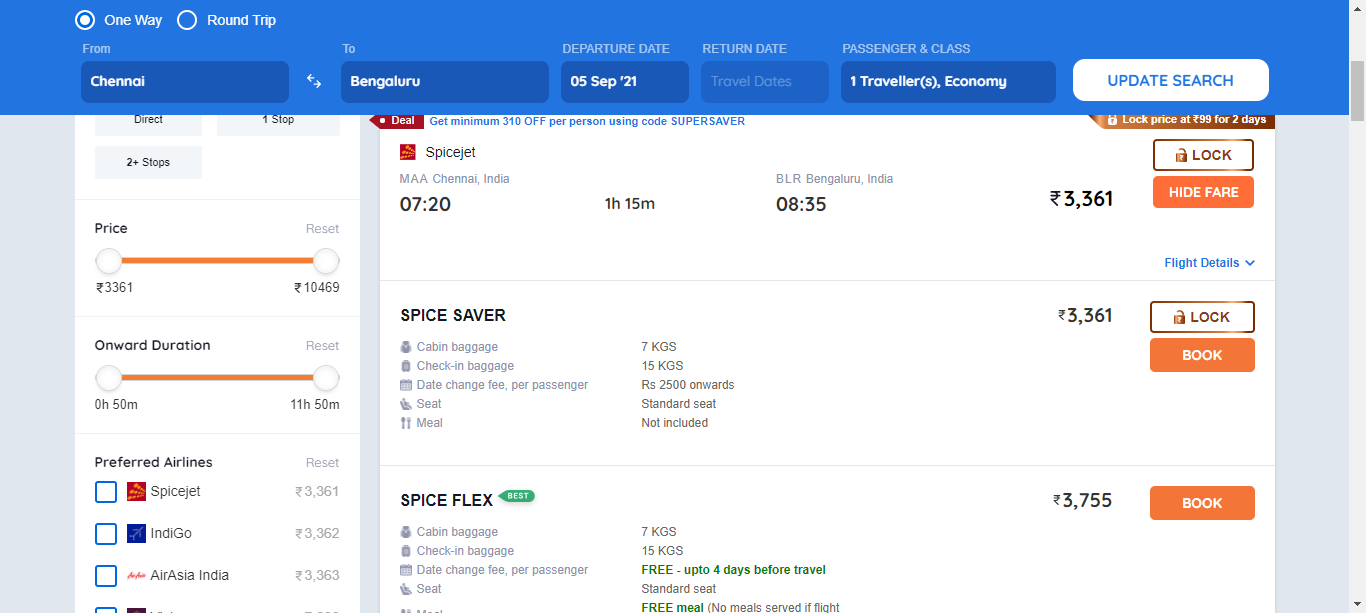 One Way Round Trip
From To DEPARTURE DATE RETURN DATE PASSENGER & CLASS
Chennai Bengaluru 05 Sep '21 Travel Dates 1 Traveller(s), Economy UPDATE SEARCH
Direct 1 Stop
2+ Stops
Price Reset
₹3361 ₹10469
Onward Duration Reset
0h 50m 11h 50m
Preferred Airlines Reset
Spicejet ₹3,361
IndiGo ₹3,362
AirAsia India ₹3,363
Deal Get minimum 310 OFF per person using code SUPERSAVER Lock price at ₹99 for 2 days
Spicejet LOCK
MAA Chennai, India BLR Bengaluru, India
07:20 1h 15m 08:35 ₹3,361 HIDE FARE
Flight Details
SPICE SAVER ₹3,361 LOCK
BOOK
Cabin baggage 7 KGS
Check-in baggage 15 KGS
Date change fee, per passenger Rs 2500 onwards
Seat Standard seat
Meal Not included
SPICE FLEX BEST ₹3,755 BOOK
Cabin baggage 7 KGS
Check-in baggage 15 KGS
Date change fee, per passenger FREE - upto 4 days before travel
Seat Standard seat
Meal FREE meal (No meals served if flight